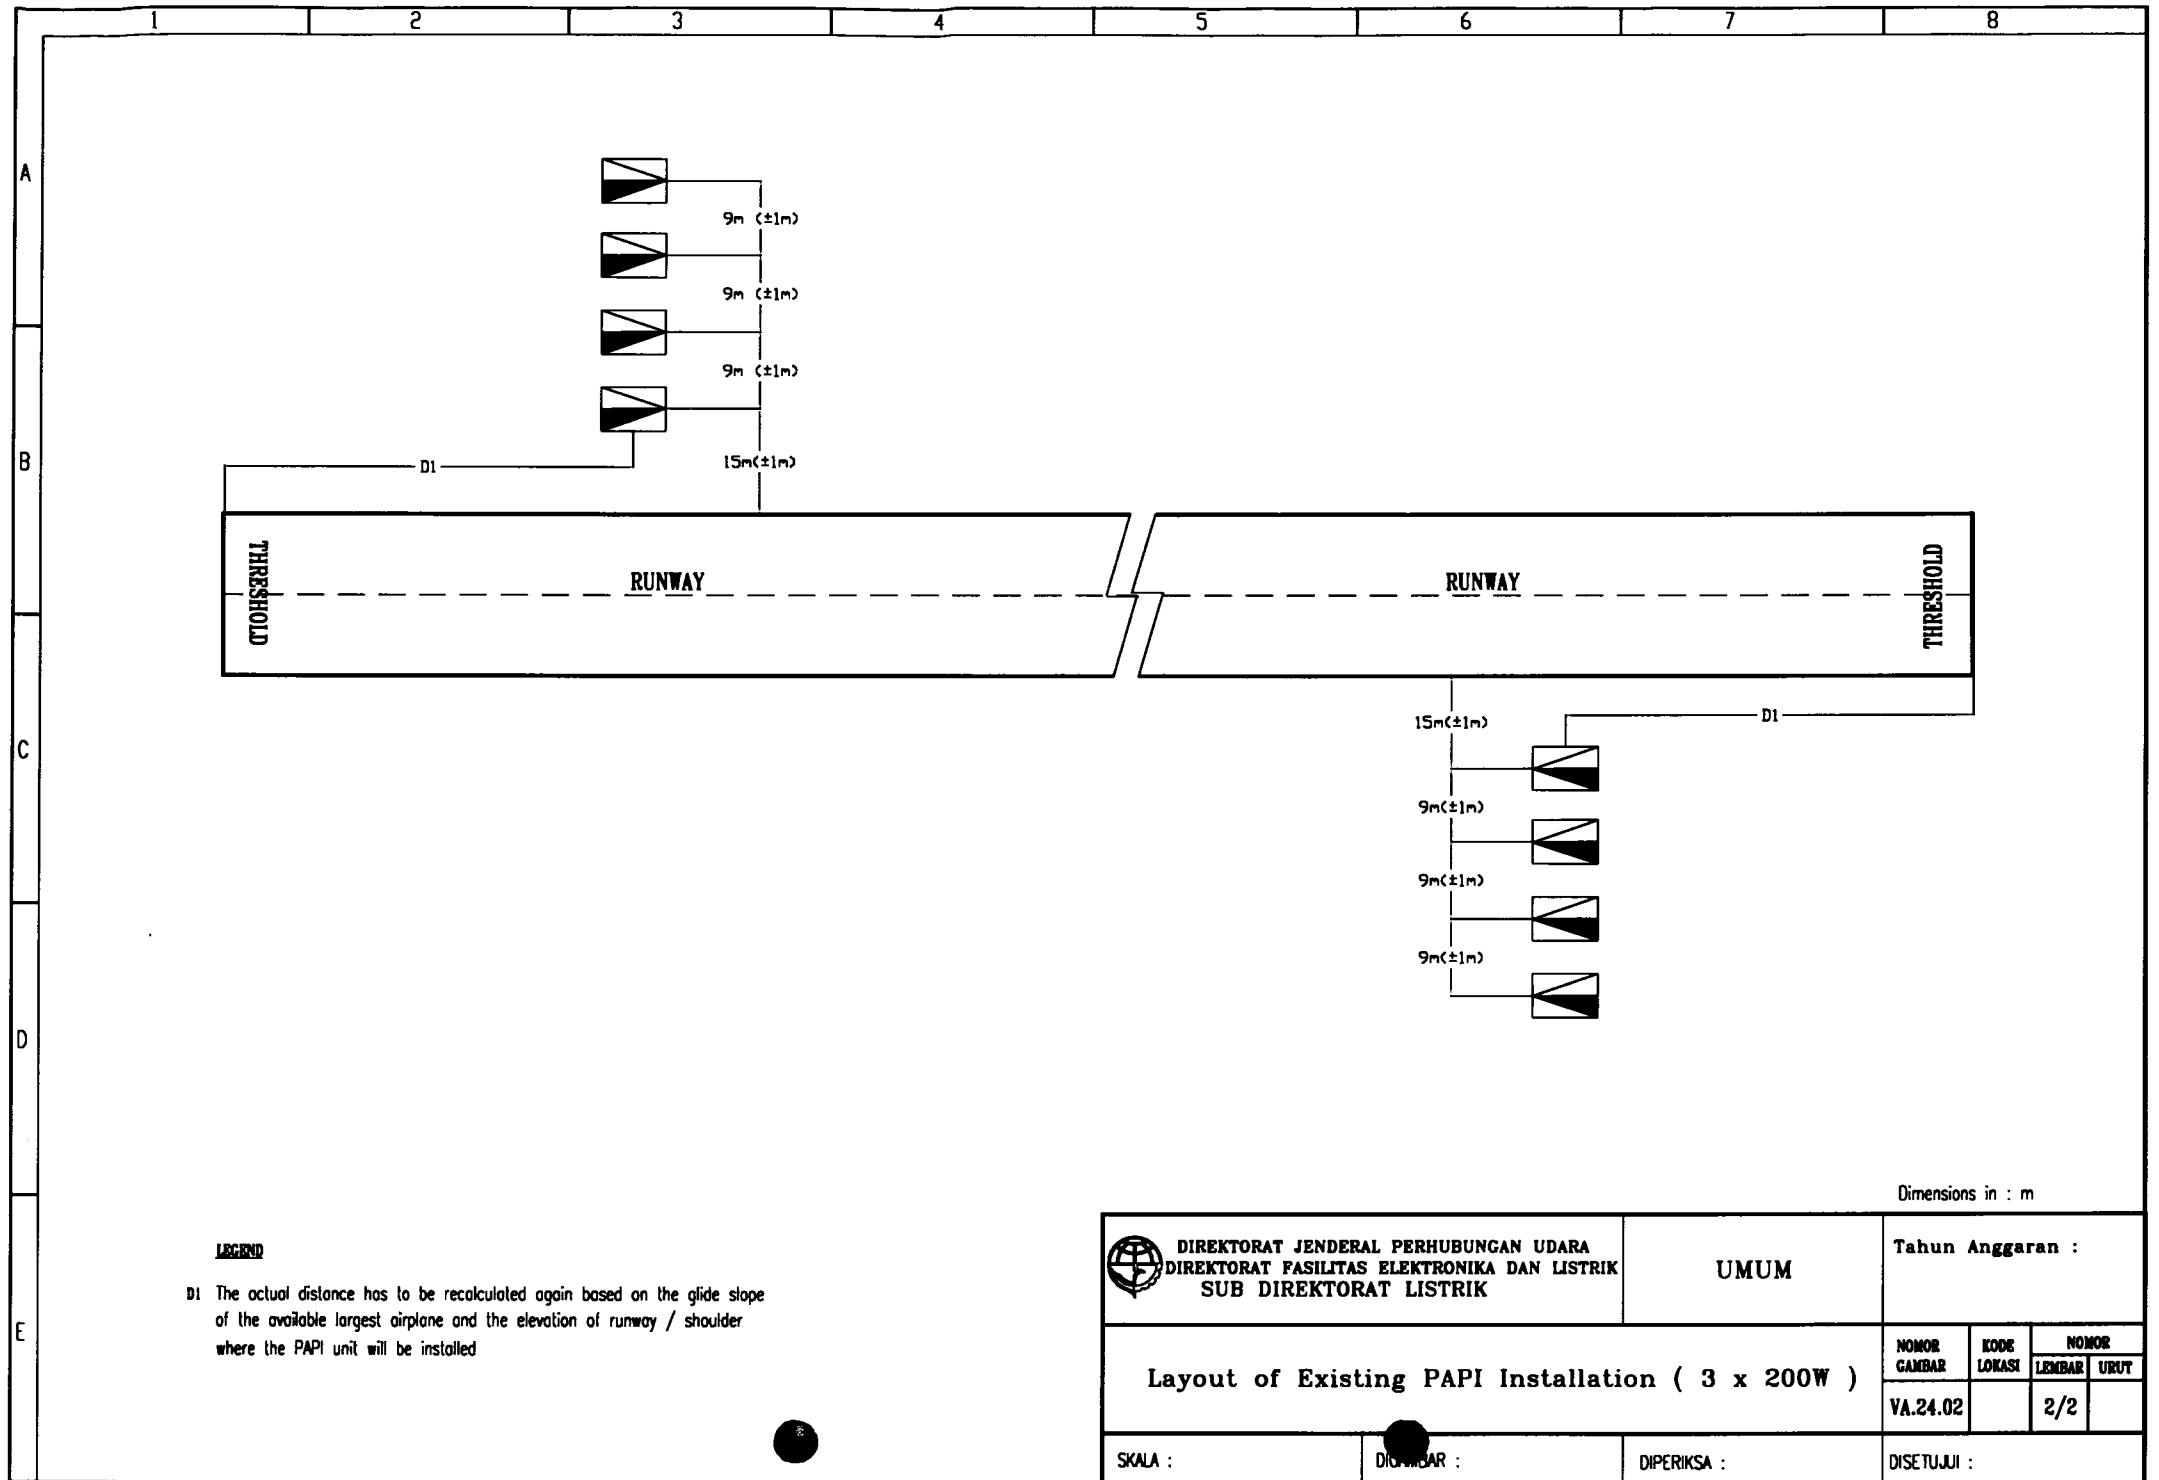 1 2 3 4 5 6 7 8
A
9m (±1m)
9m (±1m)
9m (±1m)
B
D1
15m(±1m)
THRESHOLD
RUNWAY
RUNWAY
THRESHOLD
C
15m(±1m)
D1
9m(±1m)
9m(±1m)
9m(±1m)
D
Dimensions in : m
LEGEND
D1 The actual distance has to be recalculated again based on the glide slope
of the available largest airplane and the elevation of runway / shoulder
where the PAPI unit will be installed
E
DIREKTORAT JENDERAL PERHUBUNGAN UDARA
DIREKTORAT FASILITAS ELEKTRONIKA DAN LISTRIK
SUB DIREKTORAT LISTRIK
UMUM
Tahun Anggaran :
Layout of Existing PAPI Installation ( 3 x 200W )
NOMOR GAMBAR
KODE LOKASI
NOMOR
LEMBAR URUT
VA.24.02
2/2
SKALA :
DIPERIKSA :
DISETUJUI :